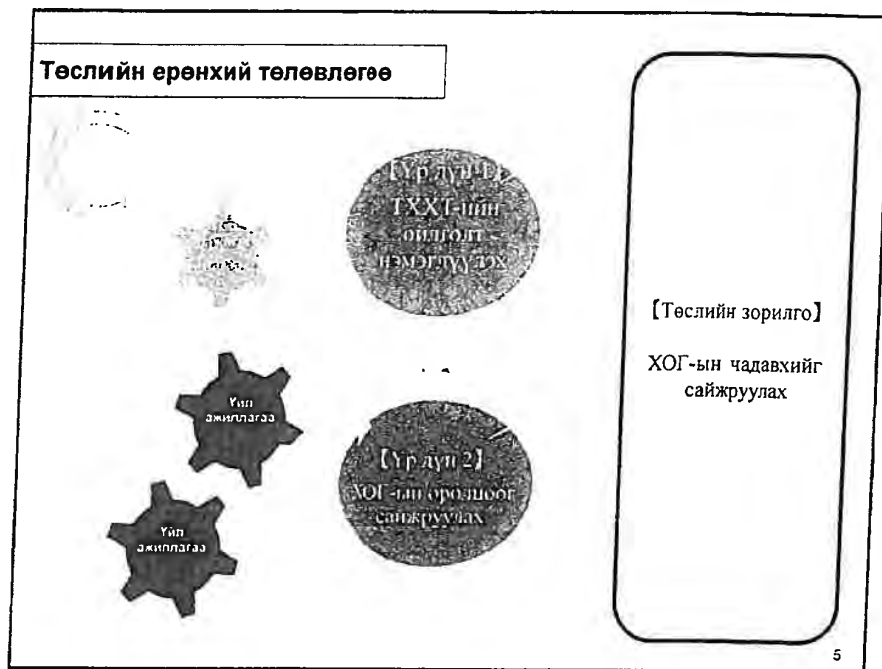 Төслийн ерөнхий төлөвлөгөө
【Үр дүн 1】
ТХХТ-ийн
ойлголт
нэмэгдүүлэх
【Төслийн зорилго】
ХОГ-ын чадавхийг
сайжруулах
Үйл
ажиллагаа
【Үр дүн 2】
ХОГ-ын оролцоог
сайжруулах
Үйл
ажиллагаа
5